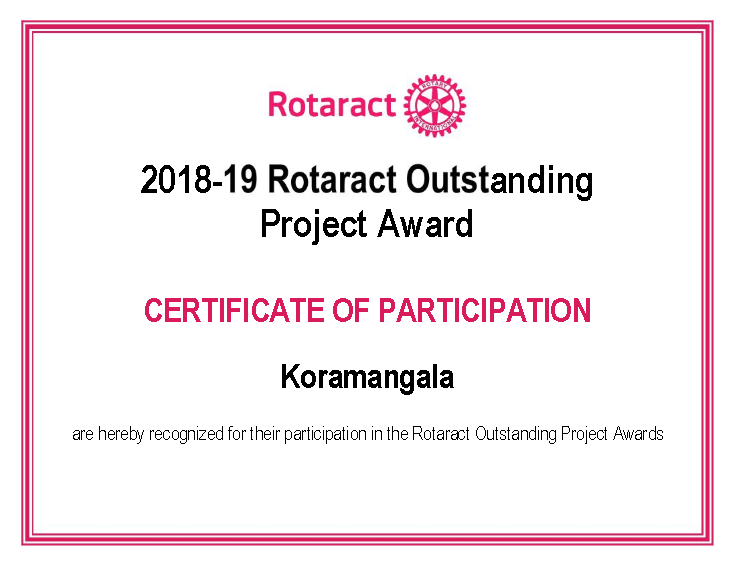 Rotaract
ROTARY
INTERNATIONAL
2018-19 Rotaract Outstanding
Project Award
CERTIFICATE OF PARTICIPATION
Koramangala
are hereby recognized for their participation in the Rotaract Outstanding Project Awards